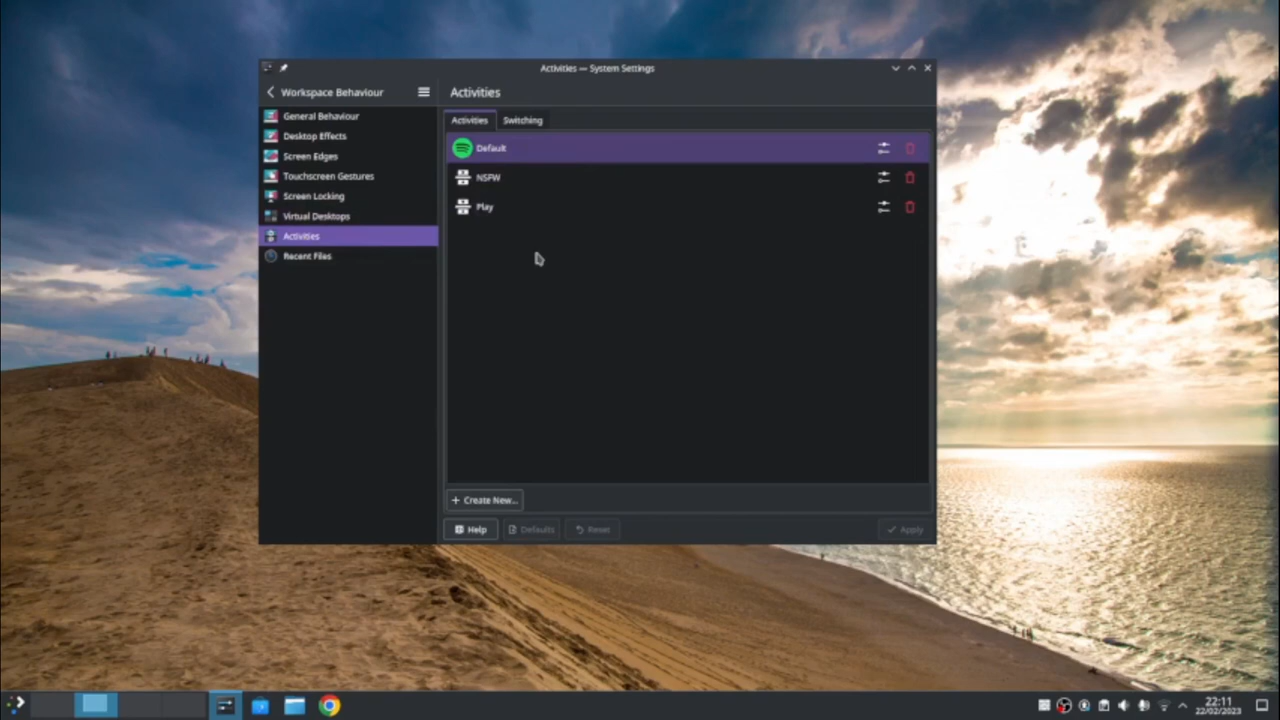 Activities — System Settings
Workspace Behaviour
Activities
General Behaviour
Desktop Effects
Screen Edges
Touchscreen Gestures
Screen Locking
Virtual Desktops
Activities
Recent Files
Activities
Switching
Default
NSFW
Play
Create New...
Help
Defaults
Reset
Apply
22:11
22/02/2023